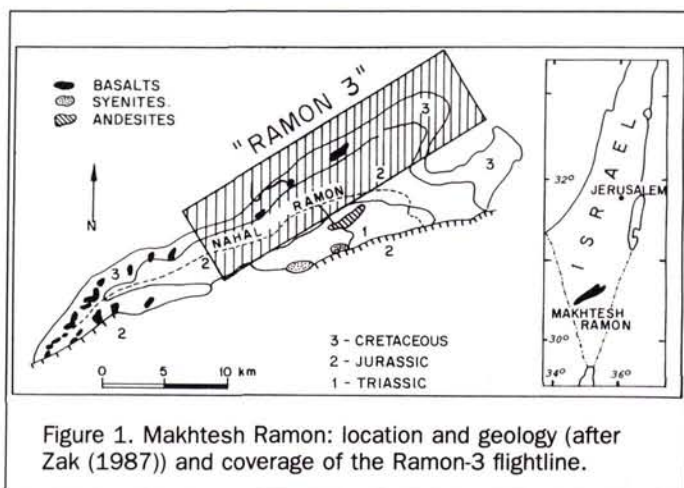 BASALTS
SYENITES.
ANDESITES
"RAMON 3"
N
3
3
2
NAHAL RAMON
1
2
2
3
2
3 - CRETACEOUS
2 - JURASSIC
1 - TRIASSIC
0 5 10 km
ISRAEL
32°
JERUSALEM
MAKHTESH
RAMON
30°
34° 36°
Figure 1. Makhtesh Ramon: location and geology (after
Zak (1987)) and coverage of the Ramon-3 flightline.